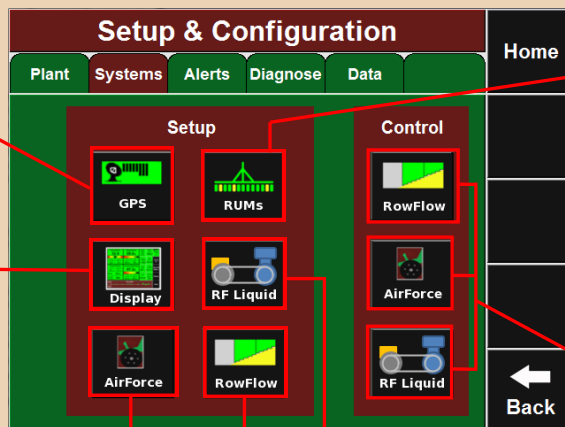 Setup & Configuration
Home
Plant Systems Alerts Diagnose Data
Setup Control
GPS RUMs RowFlow
Display RF Liquid AirForce
AirForce RowFlow RF Liquid
Back